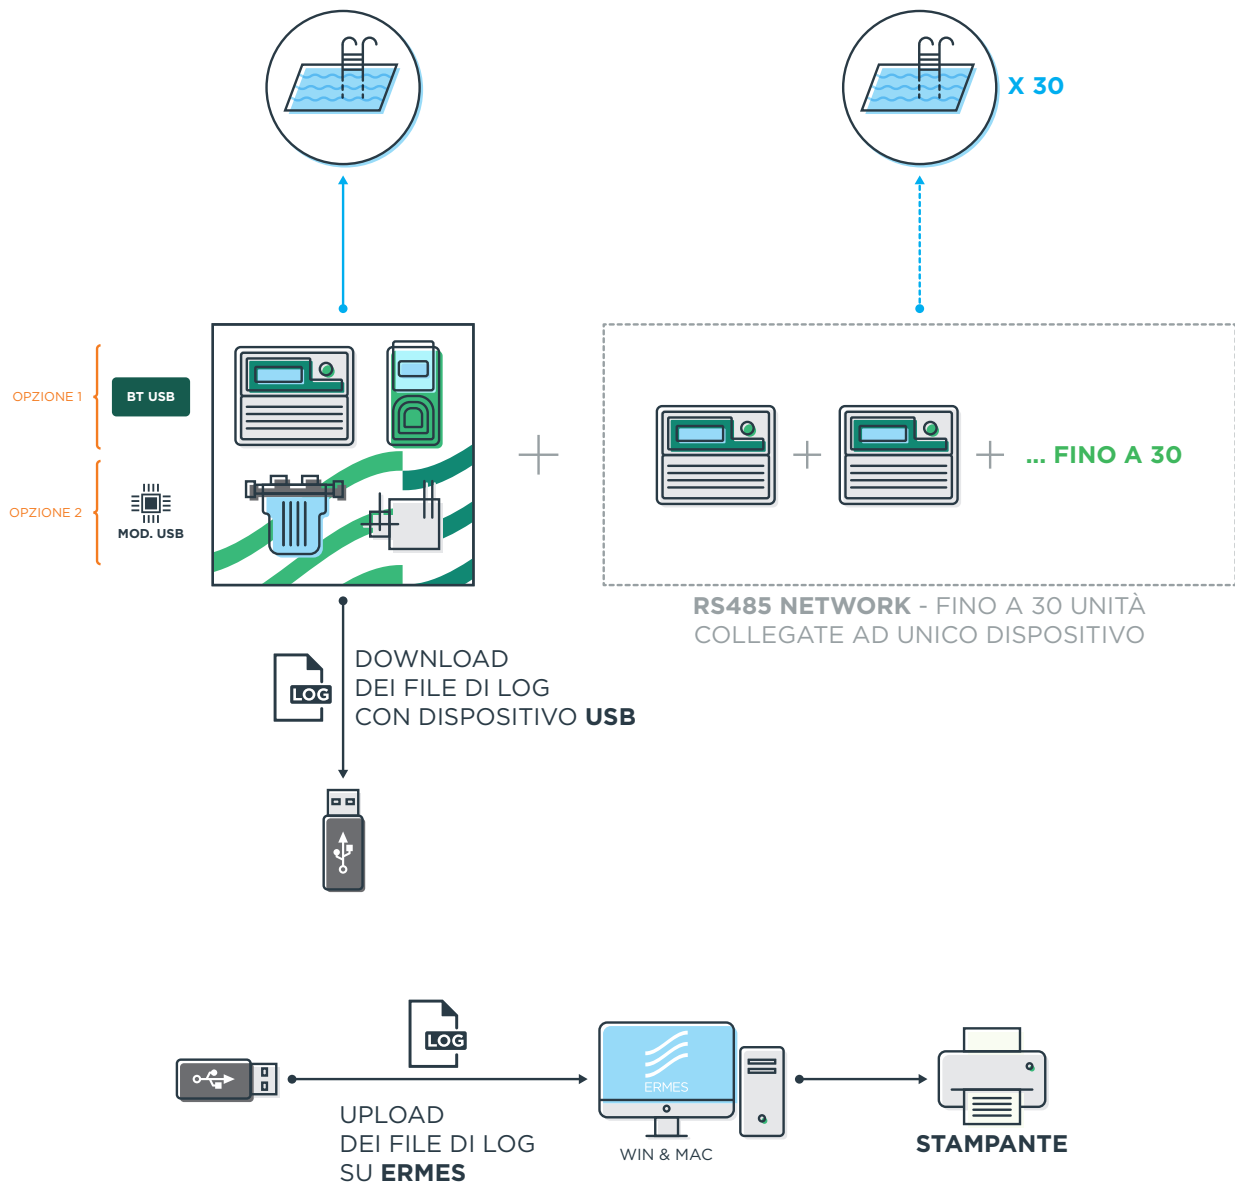 X 30
OPZIONE 1
BT USB
OPZIONE 2
MOD. USB
... FINO A 30
RS485 NETWORK - FINO A 30 UNITÀ
COLLEGATE AD UNICO DISPOSITIVO
LOG
DOWNLOAD
DEI FILE DI LOG
CON DISPOSITIVO USB
LOG
UPLOAD
DEI FILE DI LOG
SU ERMES
ERMES
WIN & MAC
STAMPANTE